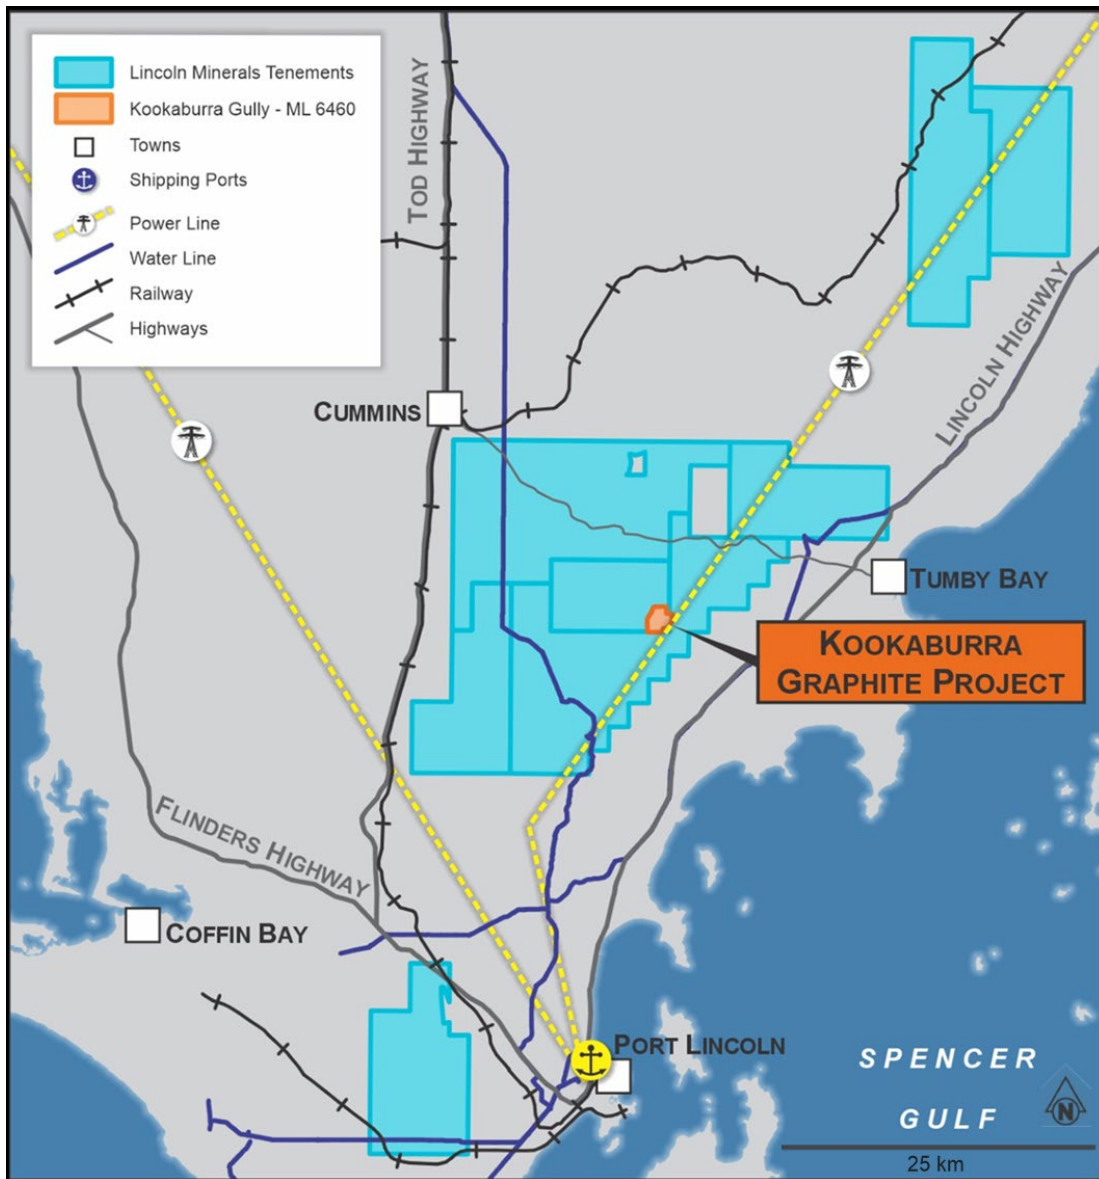 Lincoln Minerals Tenements
Kookaburra Gully - ML 6460
Towns
Shipping Ports
Power Line
Water Line
Railway
Highways
TOD HIGHWAY
LINCOLN HIGHWAY
CUMMINS
TUMBY BAY
KOOKABURRA
GRAPHITE PROJECT
FLINDERS HIGHWAY
COFFIN BAY
PORT LINCOLN
SPENCER
GULF
N
25 km